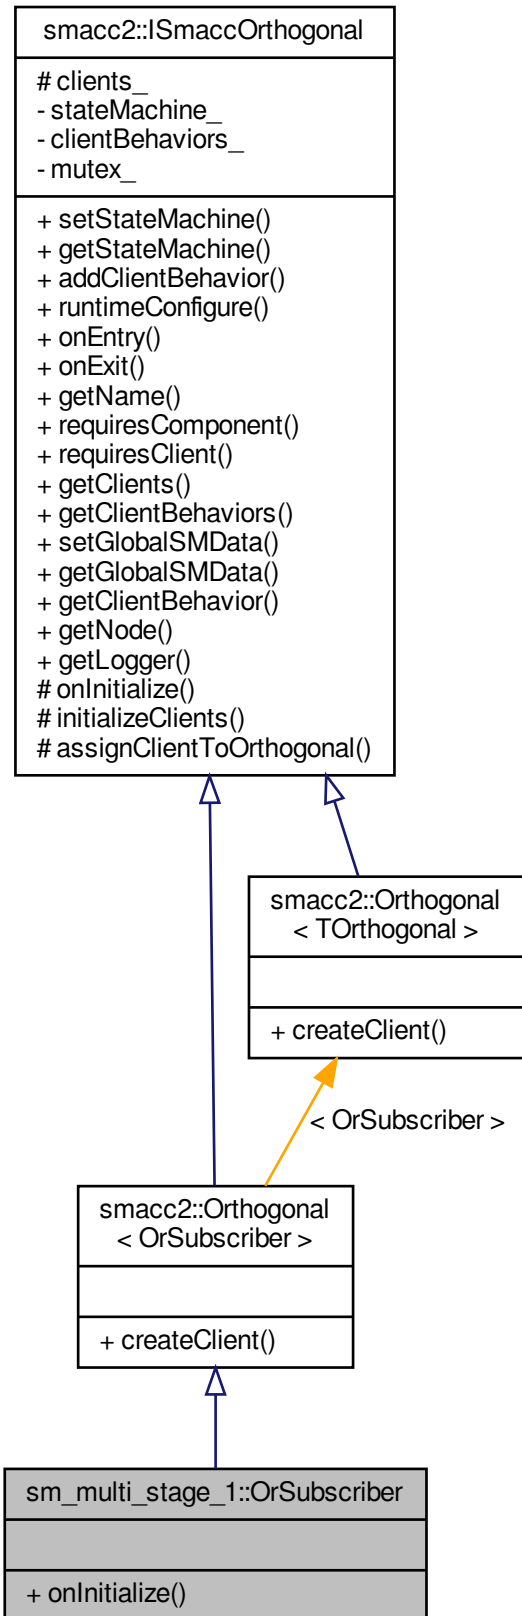 smacc2::ISmaccOrthogonal
# clients_
- stateMachine_
- clientBehaviors_
- mutex_
+ setStateMachine()
+ getStateMachine()
+ addClientBehavior()
+ runtimeConfigure()
+ onEntry()
+ onExit()
+ getName()
+ requiresComponent()
+ requiresClient()
+ getClients()
+ getClientBehaviors()
+ setGlobalSMData()
+ getGlobalSMData()
+ getClientBehavior()
+ getNode()
+ getLogger()
# onInitialize()
# initializeClients()
# assignClientToOrthogonal()
smacc2::Orthogonal
< TOrthogonal >
+ createClient()
< OrSubscriber >
smacc2::Orthogonal
< OrSubscriber >
+ createClient()
sm_multi_stage_1::OrSubscriber
+ onInitialize()